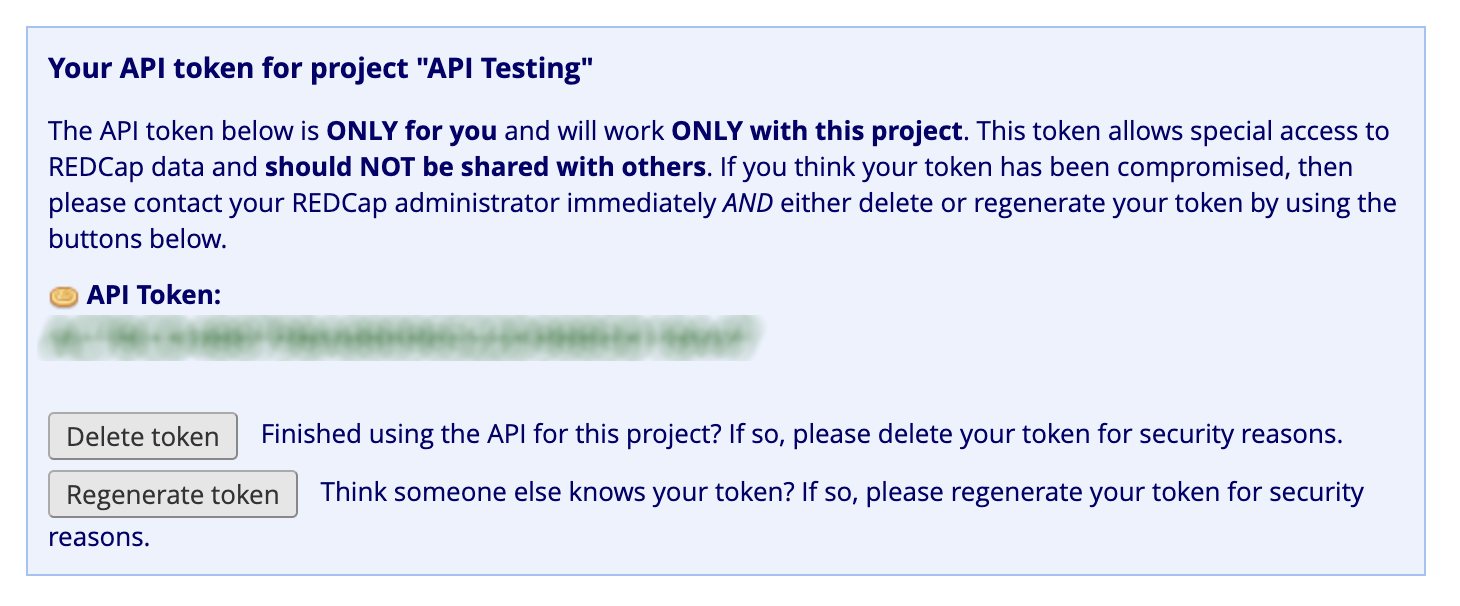 Your API token for project "API Testing"
The API token below is ONLY for you and will work ONLY with this project. This token allows special access to
REDCap data and should NOT be shared with others. If you think your token has been compromised, then
please contact your REDCap administrator immediately AND either delete or regenerate your token by using the
buttons below.
API Token:
Delete token Finished using the API for this project? If so, please delete your token for security reasons.
Regenerate token Think someone else knows your token? If so, please regenerate your token for security
reasons.